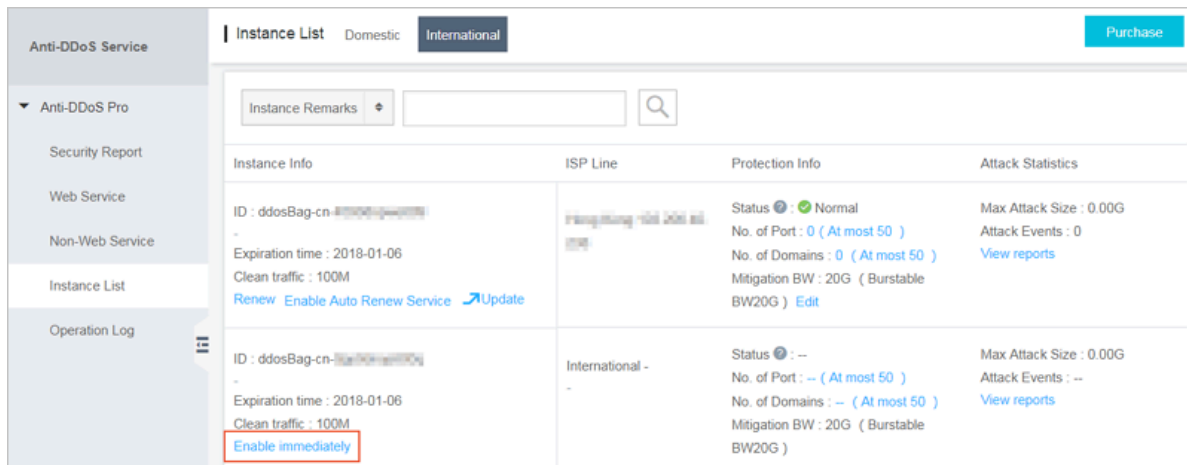 Anti-DDoS Service
Instance List Domestic International Purchase
Anti-DDoS Pro
Security Report
Web Service
Non-Web Service
Instance List
Operation Log
Instance Remarks
Instance Info ISP Line Protection Info Attack Statistics
ID : ddosBag-cn-
-
Expiration time : 2018-01-06
Clean traffic : 100M
Renew Enable Auto Renew Service Update
Status : Normal
No. of Port : 0 ( At most 50 )
No. of Domains : 0 ( At most 50 )
Mitigation BW : 20G ( Burstable
BW20G ) Edit
Max Attack Size : 0.00G
Attack Events : 0
View reports
ID : ddosBag-cn-
-
Expiration time : 2018-01-06
Clean traffic : 100M
Enable immediately
International -
-
Status : --
No. of Port : -- ( At most 50 )
No. of Domains : -- ( At most 50 )
Mitigation BW : 20G ( Burstable
BW20G )
Max Attack Size : 0.00G
Attack Events : --
View reports